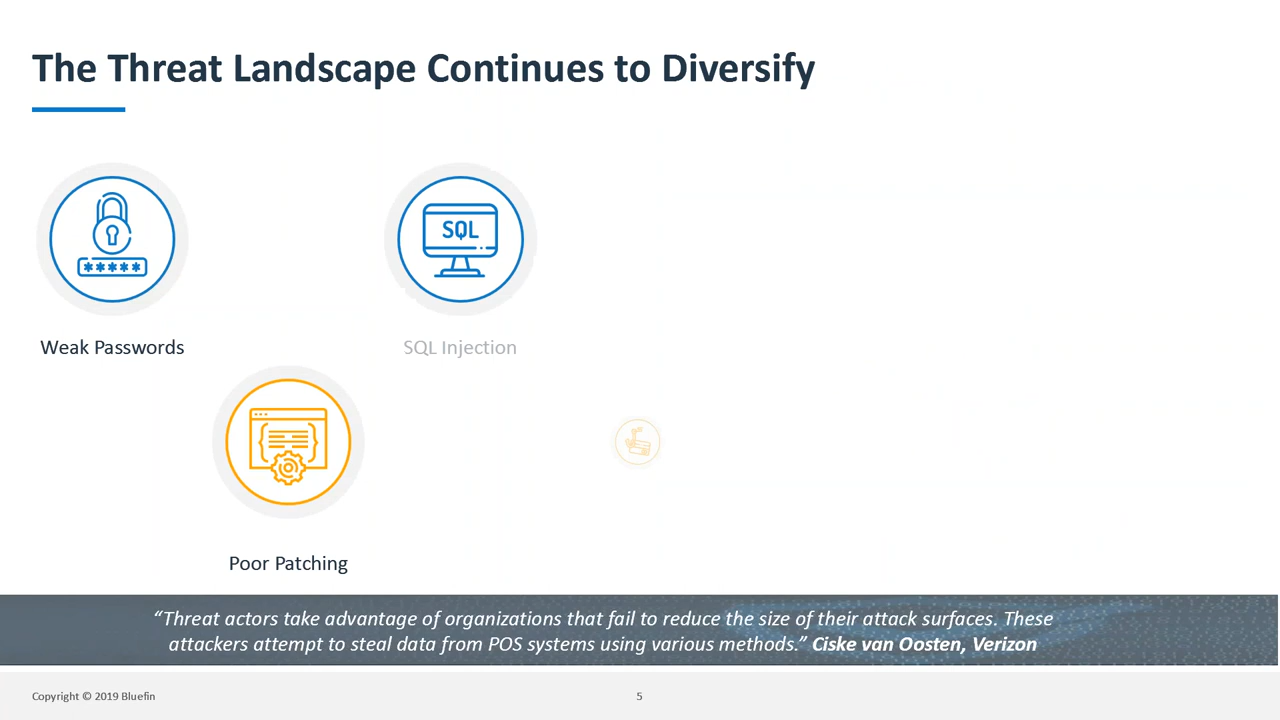 The Threat Landscape Continues to Diversify
*****
SQL
Weak Passwords
SQL Injection
Poor Patching
“Threat actors take advantage of organizations that fail to reduce the size of their attack surfaces. These
attackers attempt to steal data from POS systems using various methods.” Ciske van Oosten, Verizon
Copyright © 2019 Bluefin
5